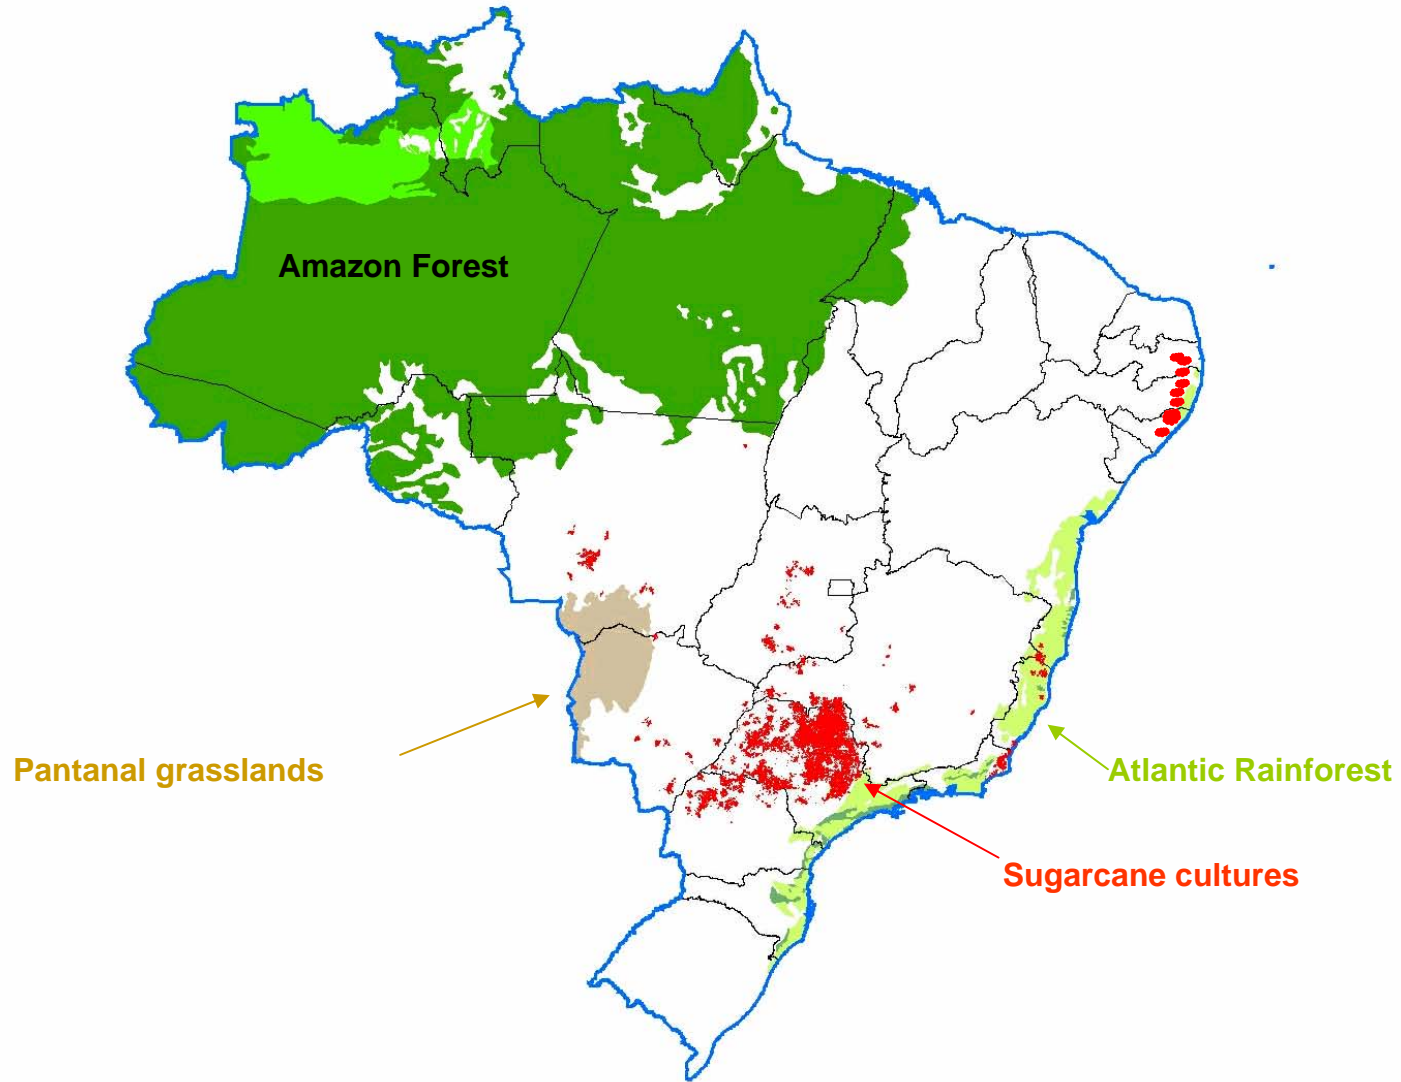 Amazon Forest
Pantanal grasslands
Atlantic Rainforest
Sugarcane cultures